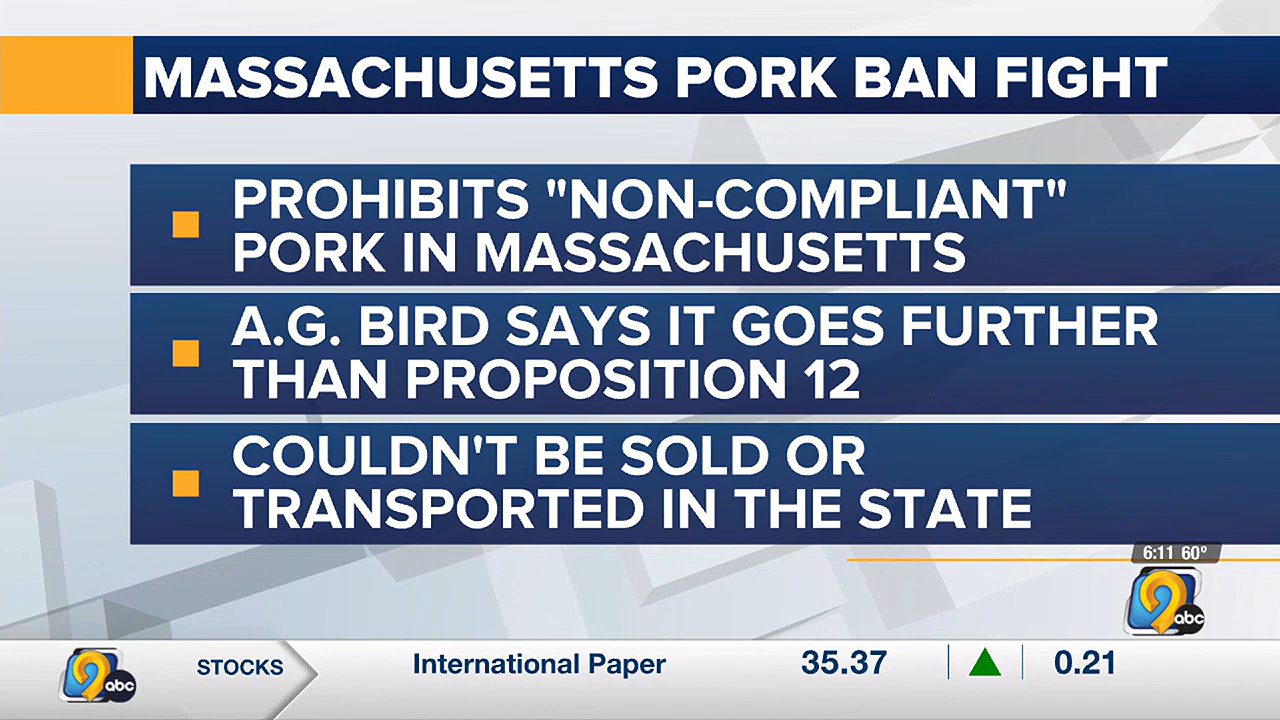 MASSACHUSETTS PORK BAN FIGHT
PROHIBITS "NON-COMPLIANT"
PORK IN MASSACHUSETTS
A.G. BIRD SAYS IT GOES FURTHER
THAN PROPOSITION 12
COULDN'T BE SOLD OR
TRANSPORTED IN THE STATE
6:11 60°
9 abc
9 abc STOCKS International Paper 35.37 0.21